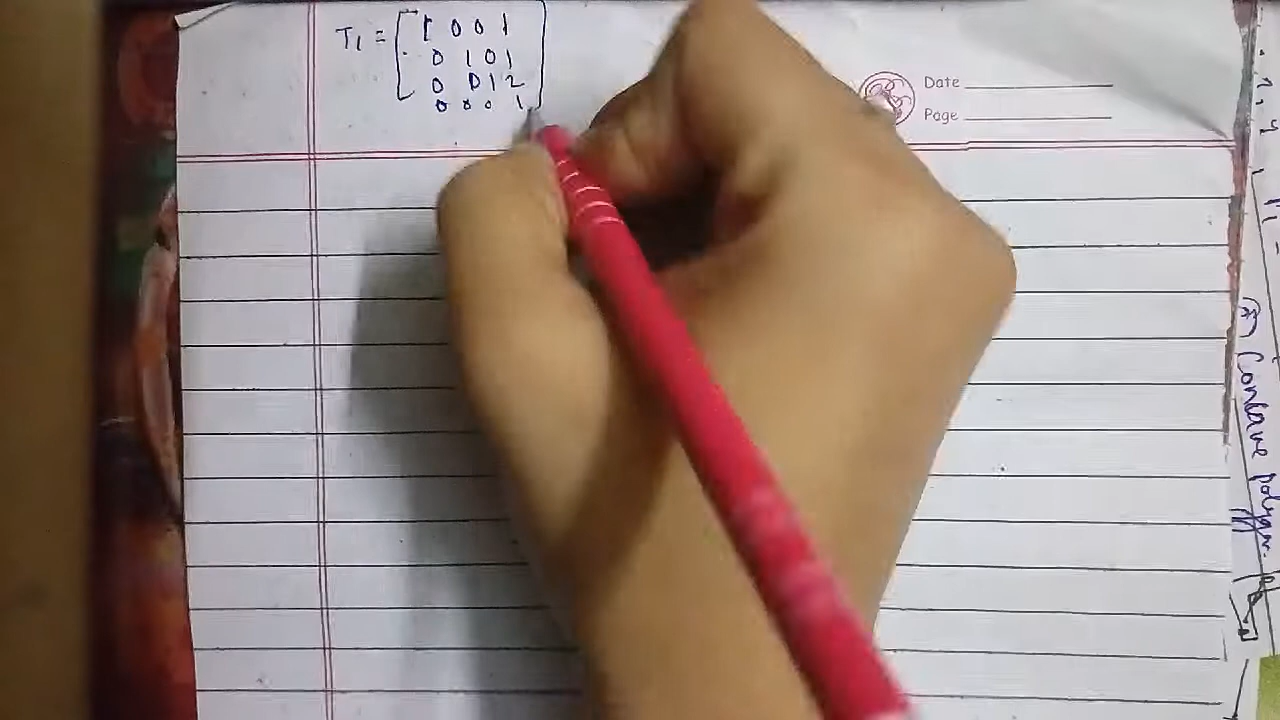 T1 = [ 1 0 0 1
0 1 0 1
0 0 1 2
0 0 0 1 ]
Date
Page
Concave polygon